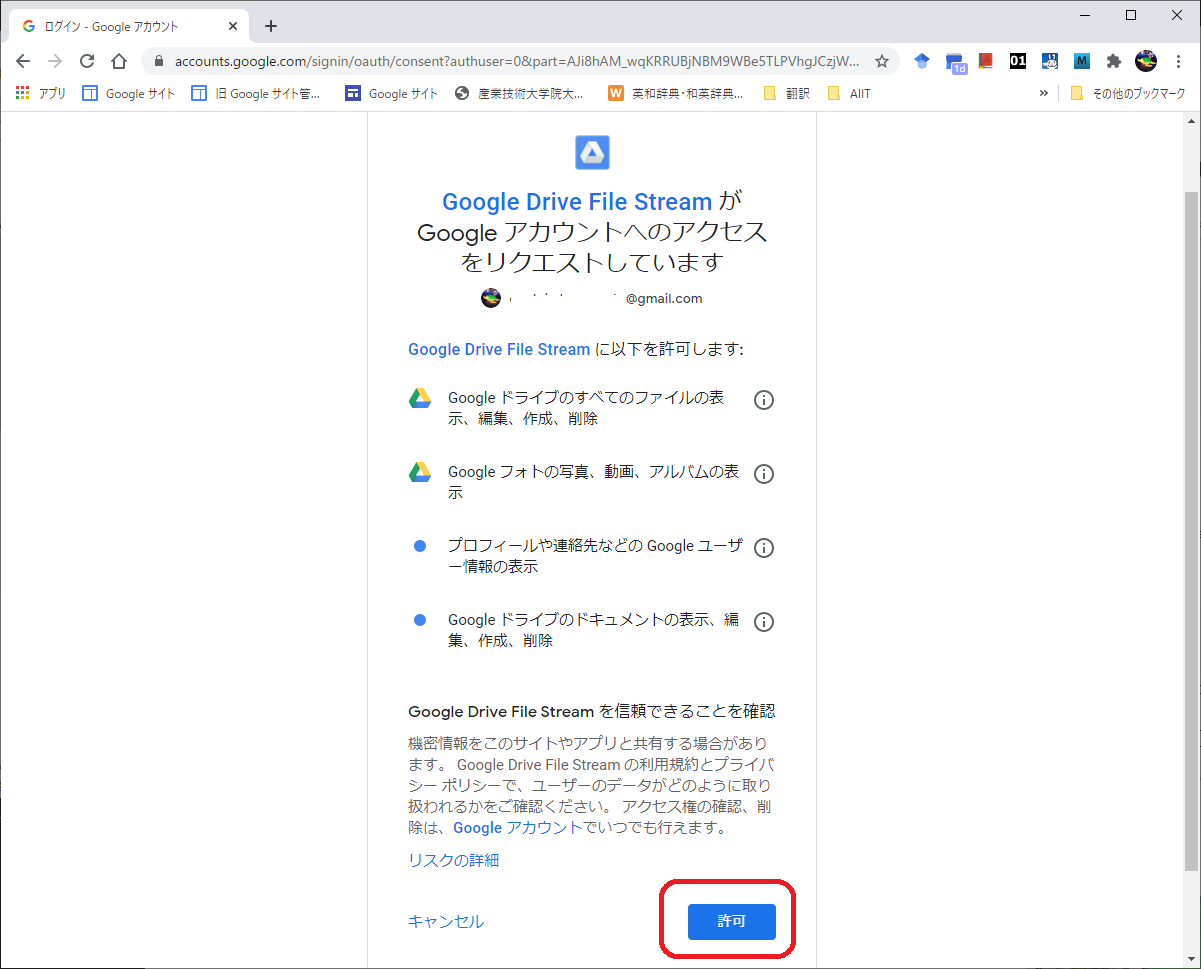 ログイン - Google アカウント
accounts.google.com/signin/oauth/consent?authuser=0&part=AJi8hAM_wqKRRUBjNBM9WBe5TLPVhgJCzjW...
1d
01
M
アプリ
Google サイト
旧 Google サイト管...
Google サイト
産業技術大学院大...
W
英和辞典・和英辞典...
翻訳
AIIT
»
その他のブックマーク
Google Drive File Stream が
Google アカウントへのアクセス
をリクエストしています
@gmail.com
Google Drive File Stream に以下を許可します:
Google ドライブのすべてのファイルの表
示、編集、作成、削除
Google フォトの写真、動画、アルバムの表
示
プロフィールや連絡先などの Google ユーザ
ー情報の表示
Google ドライブのドキュメントの表示、編
集、作成、削除
Google Drive File Stream を信頼できることを確認
機密情報をこのサイトやアプリと共有する場合があり
ます。 Google Drive File Stream の利用規約とプライバ
シー ポリシーで、ユーザーのデータがどのように取り
扱われるかをご確認ください。 アクセス権の確認、削
除は、Google アカウントでいつでも行えます。
リスクの詳細
キャンセル
許可